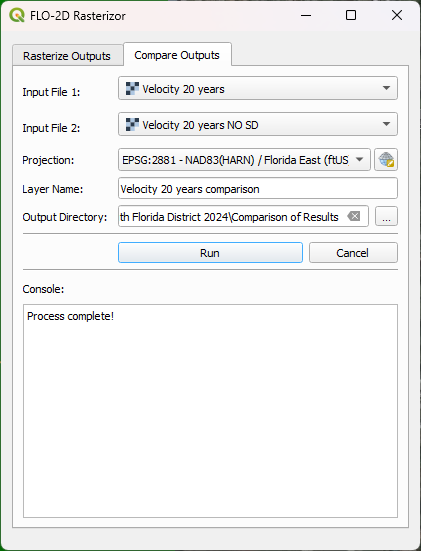 FLO-2D Rasterizor
Rasterize Outputs
Compare Outputs
Input File 1:
Velocity 20 years
Input File 2:
Velocity 20 years NO SD
Projection:
EPSG:2881 - NAD83(HARN) / Florida East (ftUS
Layer Name:
Velocity 20 years comparison
Output Directory:
th Florida District 2024\Comparison of Results
...
Run
Cancel
Console:
Process complete!